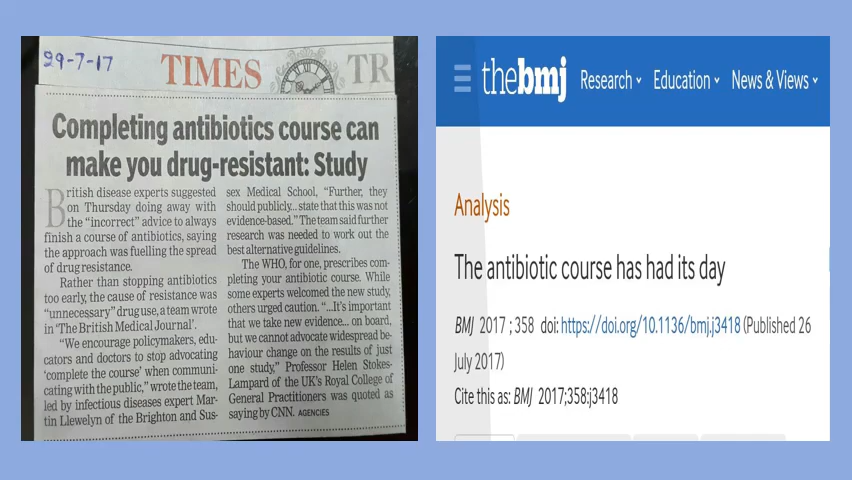 29-7-17
TIMES TR
Completing antibiotics course can
make you drug-resistant: Study
British disease experts suggested
on Thursday doing away with
the “incorrect” advice to always
finish a course of antibiotics, saying
the approach was fuelling the spread
of drug resistance.
Rather than stopping antibiotics
too early, the cause of resistance was
“unnecessary” drug use, a team wrote
in ‘The British Medical Journal’.
“We encourage policymakers, edu-
cators and doctors to stop advocating
‘complete the course’ when communi-
cating with the public,” wrote the team,
led by infectious diseases expert Mar-
tin Llewelyn of the Brighton and Sus-
sex Medical School, “Further, they
should publicly... state that this was not
evidence-based.” The team said further
research was needed to work out the
best alternative guidelines.
The WHO, for one, prescribes com-
pleting your antibiotic course. While
some experts welcomed the new study,
others urged caution. “...It’s important
that we take new evidence... on board,
but we cannot advocate widespread be-
haviour change on the results of just
one study,” Professor Helen Stokes-
Lampard of the UK’s Royal College of
General Practitioners was quoted as
saying by CNN. AGENCIES
thebmj Research Education News & Views
Analysis
The antibiotic course has had its day
BMJ 2017 ; 358 doi: https://doi.org/10.1136/bmj.j3418 (Published 26
July 2017)
Cite this as: BMJ 2017;358:j3418